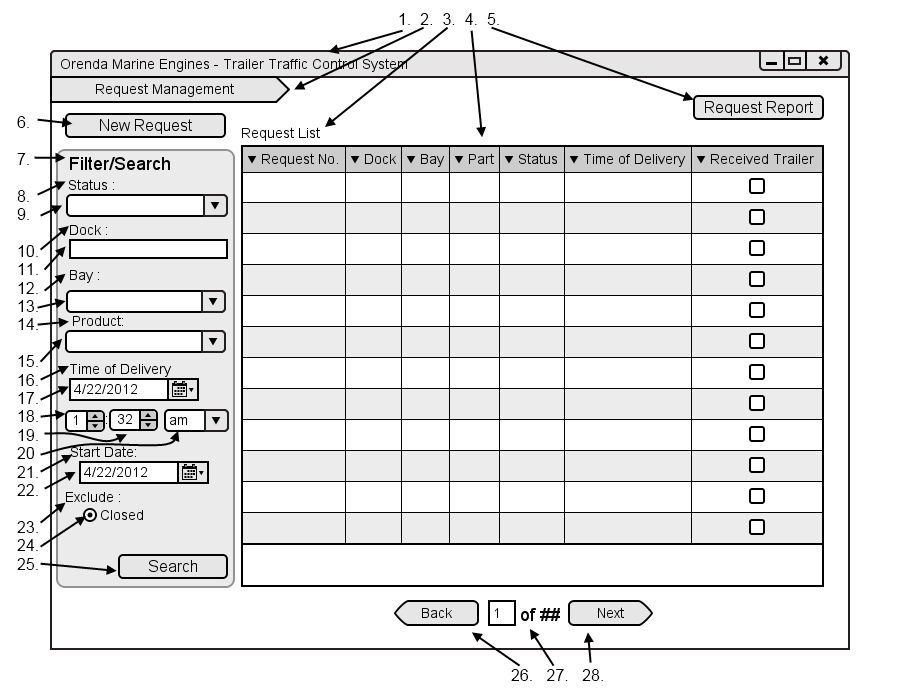 1. 2. 3. 4. 5.
Orenda Marine Engines - Trailer Traffic Control System
Request Management
Request Report
6. New Request
Request List
7. Filter/Search
Request No. Dock Bay Part Status Time of Delivery Received Trailer
8. Status :
9.
10. Dock :
11.
12. Bay :
13.
14. Product:
15.
16. Time of Delivery
17. 4/22/2012
18. 1 : 32 am
19.
20
21. Start Date:
22. 4/22/2012
23. Exclude :
24. Closed
25. Search
Back 1 of ## Next
26. 27. 28.